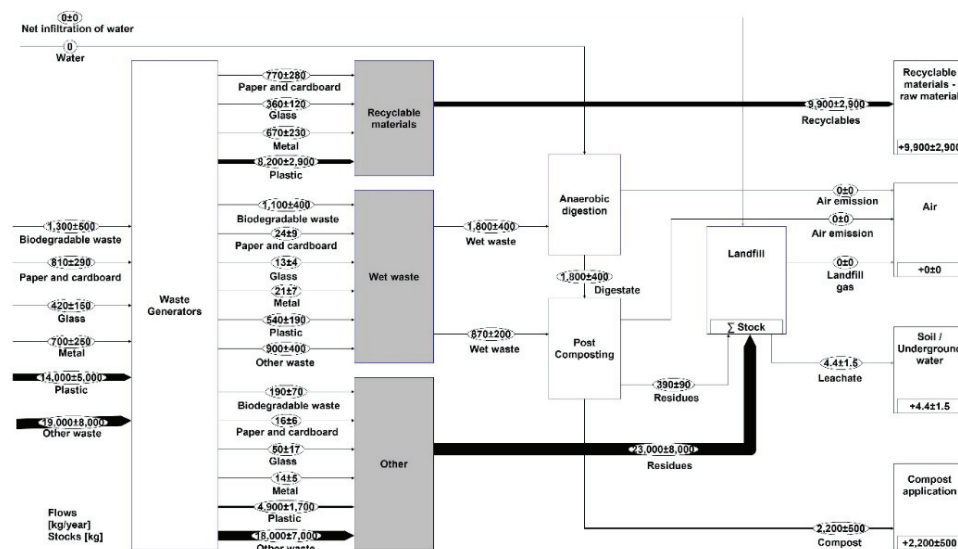 0±0
Net infiltration of water
0
Water
Waste
Generators
1,300±500
Biodegradable waste
810±290
Paper and cardboard
420±150
Glass
700±250
Metal
14,000±5,000
Plastic
19,000±8,000
Other waste
Flows
[kg/year]
Stocks [kg]
770±280
Paper and cardboard
360±120
Glass
670±230
Metal
8,200±2,900
Plastic
1,100±400
Biodegradable waste
24±9
Paper and cardboard
13±4
Glass
21±7
Metal
540±190
Plastic
900±400
Other waste
190±70
Biodegradable waste
16±6
Paper and cardboard
50±17
Glass
14±5
Metal
4,900±1,700
Plastic
18,000±7,000
Other waste
Recyclable
materials
Wet waste
Other
1,800±400
Wet waste
870±200
Wet waste
Anaerobic
digestion
1,800±400
Digestate
Post
Composting
390±90
Residues
23,000±8,000
Residues
Landfill
∑ Stock
9,900±2,900
Recyclables
0±0
Air emission
0±0
Air emission
0±0
Landfill
gas
4.4±1.5
Leachate
2,200±500
Compost
Recyclable
materials -
raw material
+9,900±2,900
Air
+0±0
Soil /
Underground
water
+4.4±1.5
Compost
application
+2,200±500